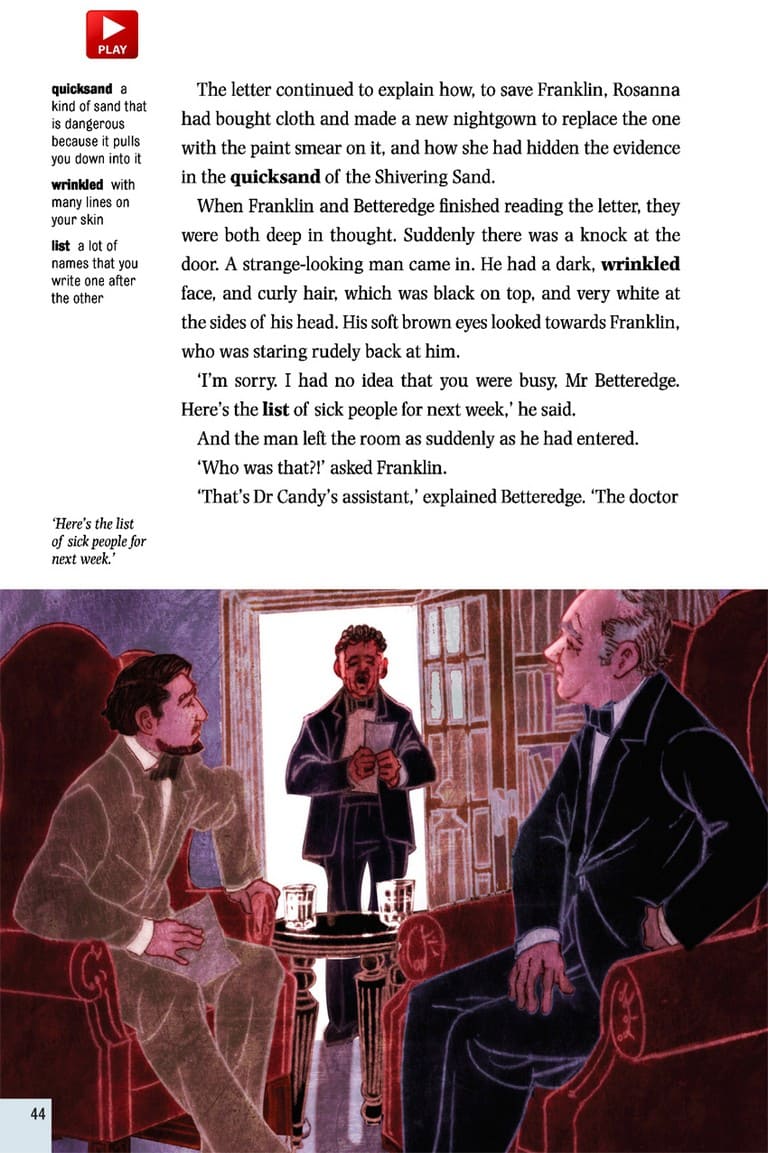 PLAY
quicksand a
kind of sand that
is dangerous
because it pulls
you down into it
wrinkled with
many lines on
your skin
list a lot of
names that you
write one after
the other
The letter continued to explain how, to save Franklin, Rosanna
had bought cloth and made a new nightgown to replace the one
with the paint smear on it, and how she had hidden the evidence
in the quicksand of the Shivering Sand.
When Franklin and Betteredge finished reading the letter, they
were both deep in thought. Suddenly there was a knock at the
door. A strange-looking man came in. He had a dark, wrinkled
face, and curly hair, which was black on top, and very white at
the sides of his head. His soft brown eyes looked towards Franklin,
who was staring rudely back at him.
‘I’m sorry. I had no idea that you were busy, Mr Betteredge.
Here’s the list of sick people for next week,’ he said.
And the man left the room as suddenly as he had entered.
‘Who was that?!’ asked Franklin.
‘That’s Dr Candy’s assistant,’ explained Betteredge. ‘The doctor
‘Here’s the list
of sick people for
next week.’
44